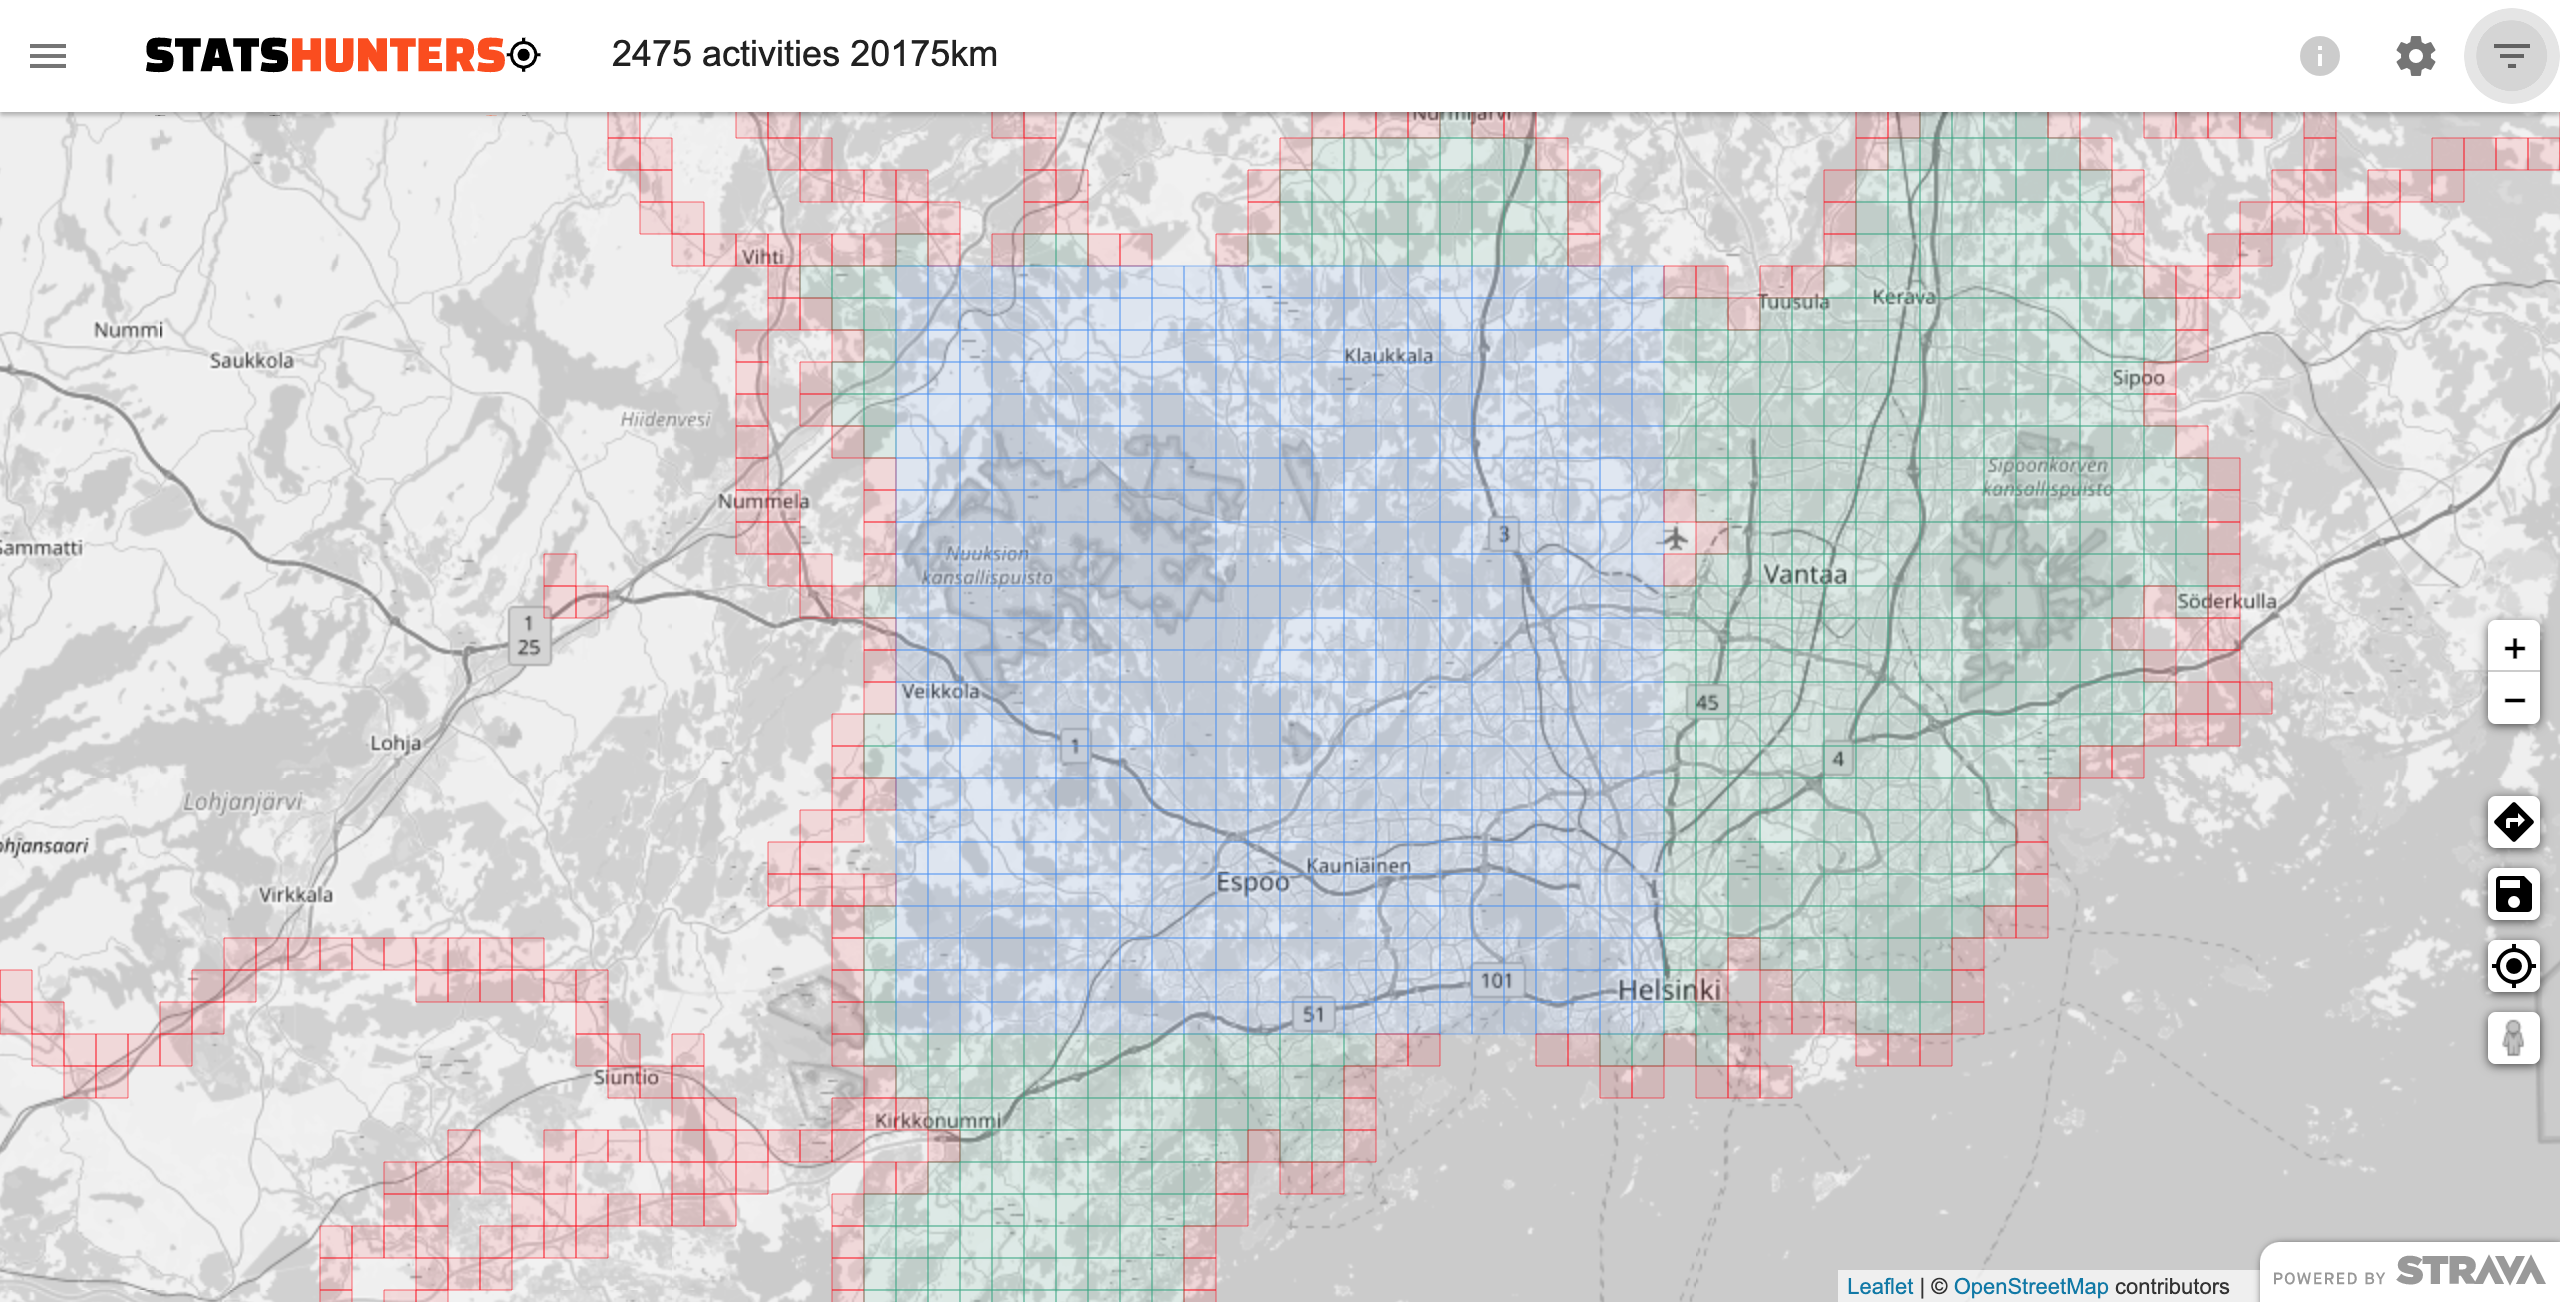 STATSHUNTERS
2475 activities 20175km
i
Nurmijärvi
Vihti
Tuusula
Kerava
Nummi
Saukkola
Klaukkala
Sipoo
Hiidenvesi
Sipoonkorven
kansallispuisto
Nummela
3
Sammatti
Nuuksion
kansallispuisto
Vantaa
1
25
Söderkulla
+
−
Veikkola
45
Lohja
1
4
Lohjanjärvi
ohjansaari
Kauniainen
Espoo
Virkkala
101
Helsinki
51
Siuntio
Kirkkonummi
POWERED BY STRAVA
Leaflet | © OpenStreetMap contributors